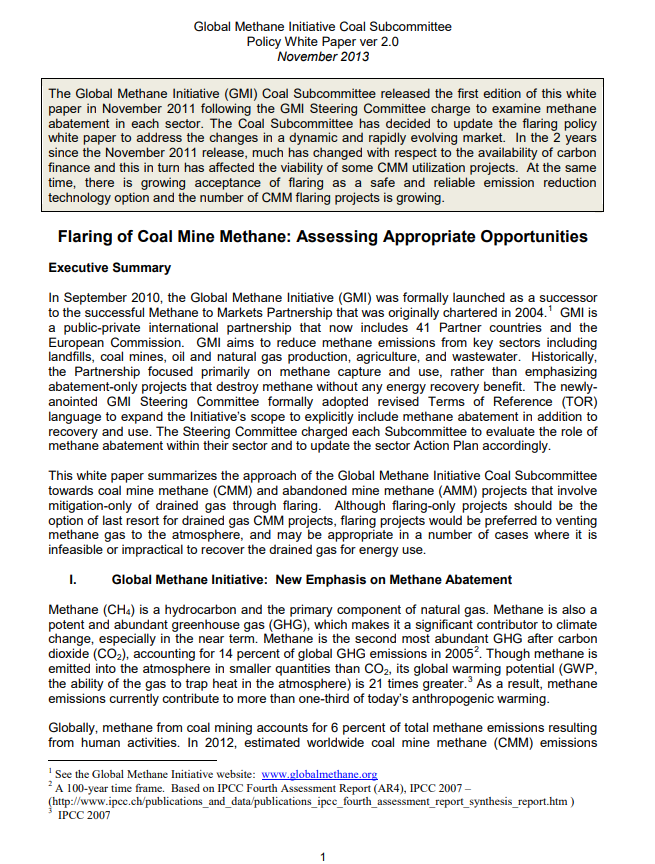 Global Methane Initiative Coal Subcommittee
Policy White Paper ver 2.0
November 2013
The Global Methane Initiative (GMI) Coal Subcommittee released the first edition of this white
paper in November 2011 following the GMI Steering Committee charge to examine methane
abatement in each sector. The Coal Subcommittee has decided to update the flaring policy
white paper to address the changes in a dynamic and rapidly evolving market.  In the 2 years
since the November 2011 release, much has changed with respect to the availability of carbon
finance and this in turn has affected the viability of some CMM utilization projects.  At the same
time, there is growing acceptance of flaring as a safe and reliable emission reduction
technology option and the number of CMM flaring projects is growing.
Flaring of Coal Mine Methane: Assessing Appropriate Opportunities
Executive Summary
In September 2010, the Global Methane Initiative (GMI) was formally launched as a successor
to the successful Methane to Markets Partnership that was originally chartered in 2004.¹  GMI is
a public-private international partnership that now includes 41 Partner countries and the
European Commission.  GMI aims to reduce methane emissions from key sectors including
landfills, coal mines, oil and natural gas production, agriculture, and wastewater.  Historically,
the Partnership focused primarily on methane capture and use, rather than emphasizing
abatement-only projects that destroy methane without any energy recovery benefit.  The newly-
anointed GMI Steering Committee formally adopted revised Terms of Reference (TOR)
language to expand the Initiative's scope to explicitly include methane abatement in addition to
recovery and use. The Steering Committee charged each Subcommittee to evaluate the role of
methane abatement within their sector and to update the sector Action Plan accordingly.
This white paper summarizes the approach of the Global Methane Initiative Coal Subcommittee
towards coal mine methane (CMM) and abandoned mine methane (AMM) projects that involve
mitigation-only of drained gas through flaring.  Although flaring-only projects should be the
option of last resort for drained gas CMM projects, flaring projects would be preferred to venting
methane gas to the atmosphere, and may be appropriate in a number of cases where it is
infeasible or impractical to recover the drained gas for energy use.
I. Global Methane Initiative:  New Emphasis on Methane Abatement
Methane (CH₄) is a hydrocarbon and the primary component of natural gas. Methane is also a
potent and abundant greenhouse gas (GHG), which makes it a significant contributor to climate
change, especially in the near term. Methane is the second most abundant GHG after carbon
dioxide (CO₂), accounting for 14 percent of global GHG emissions in 2005². Though methane is
emitted into the atmosphere in smaller quantities than CO₂, its global warming potential (GWP,
the ability of the gas to trap heat in the atmosphere) is 21 times greater.³ As a result, methane
emissions currently contribute to more than one-third of today's anthropogenic warming.
Globally, methane from coal mining accounts for 6 percent of total methane emissions resulting
from human activities. In 2012, estimated worldwide coal mine methane (CMM) emissions
¹ See the Global Methane Initiative website:  www.globalmethane.org
² A 100-year time frame.  Based on IPCC Fourth Assessment Report (AR4), IPCC 2007 –
(http://www.ipcc.ch/publications_and_data/publications_ipcc_fourth_assessment_report_synthesis_report.htm )
³ IPCC 2007
1